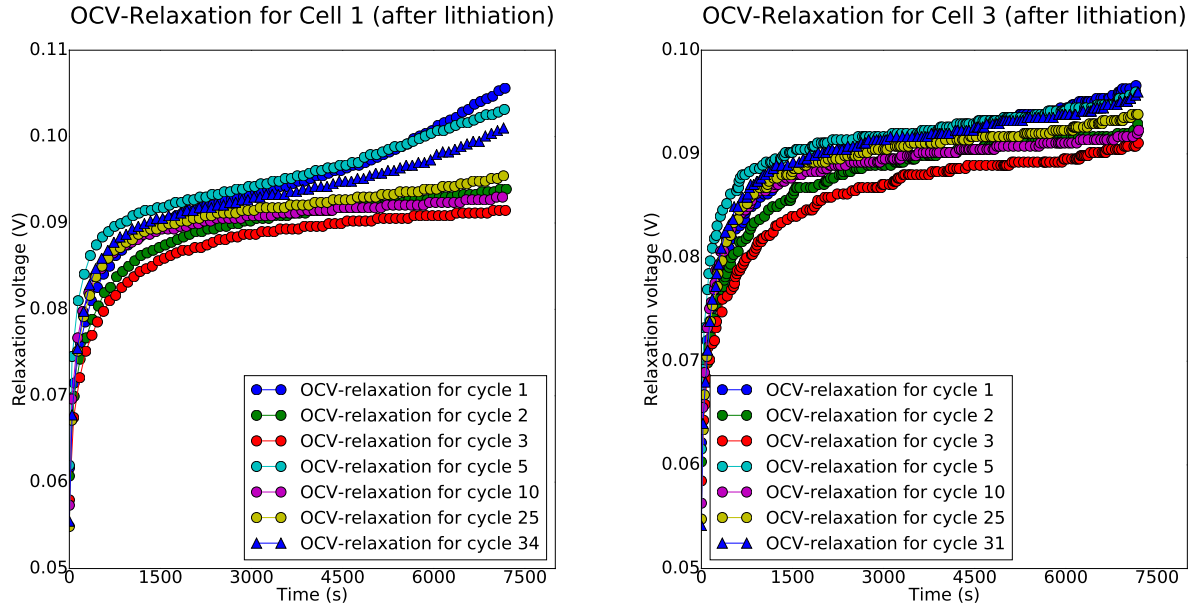 OCV-Relaxation for Cell 1 (after lithiation)
0.11
0.10
0.09
0.08
0.07
0.06
0.05
Relaxation voltage (V)
OCV-relaxation for cycle 1
OCV-relaxation for cycle 2
OCV-relaxation for cycle 3
OCV-relaxation for cycle 5
OCV-relaxation for cycle 10
OCV-relaxation for cycle 25
OCV-relaxation for cycle 34
0 1500 3000 4500 6000 7500
Time (s)
OCV-Relaxation for Cell 3 (after lithiation)
0.10
0.09
0.08
0.07
0.06
0.05
Relaxation voltage (V)
OCV-relaxation for cycle 1
OCV-relaxation for cycle 2
OCV-relaxation for cycle 3
OCV-relaxation for cycle 5
OCV-relaxation for cycle 10
OCV-relaxation for cycle 25
OCV-relaxation for cycle 31
0 1500 3000 4500 6000 7500
Time (s)